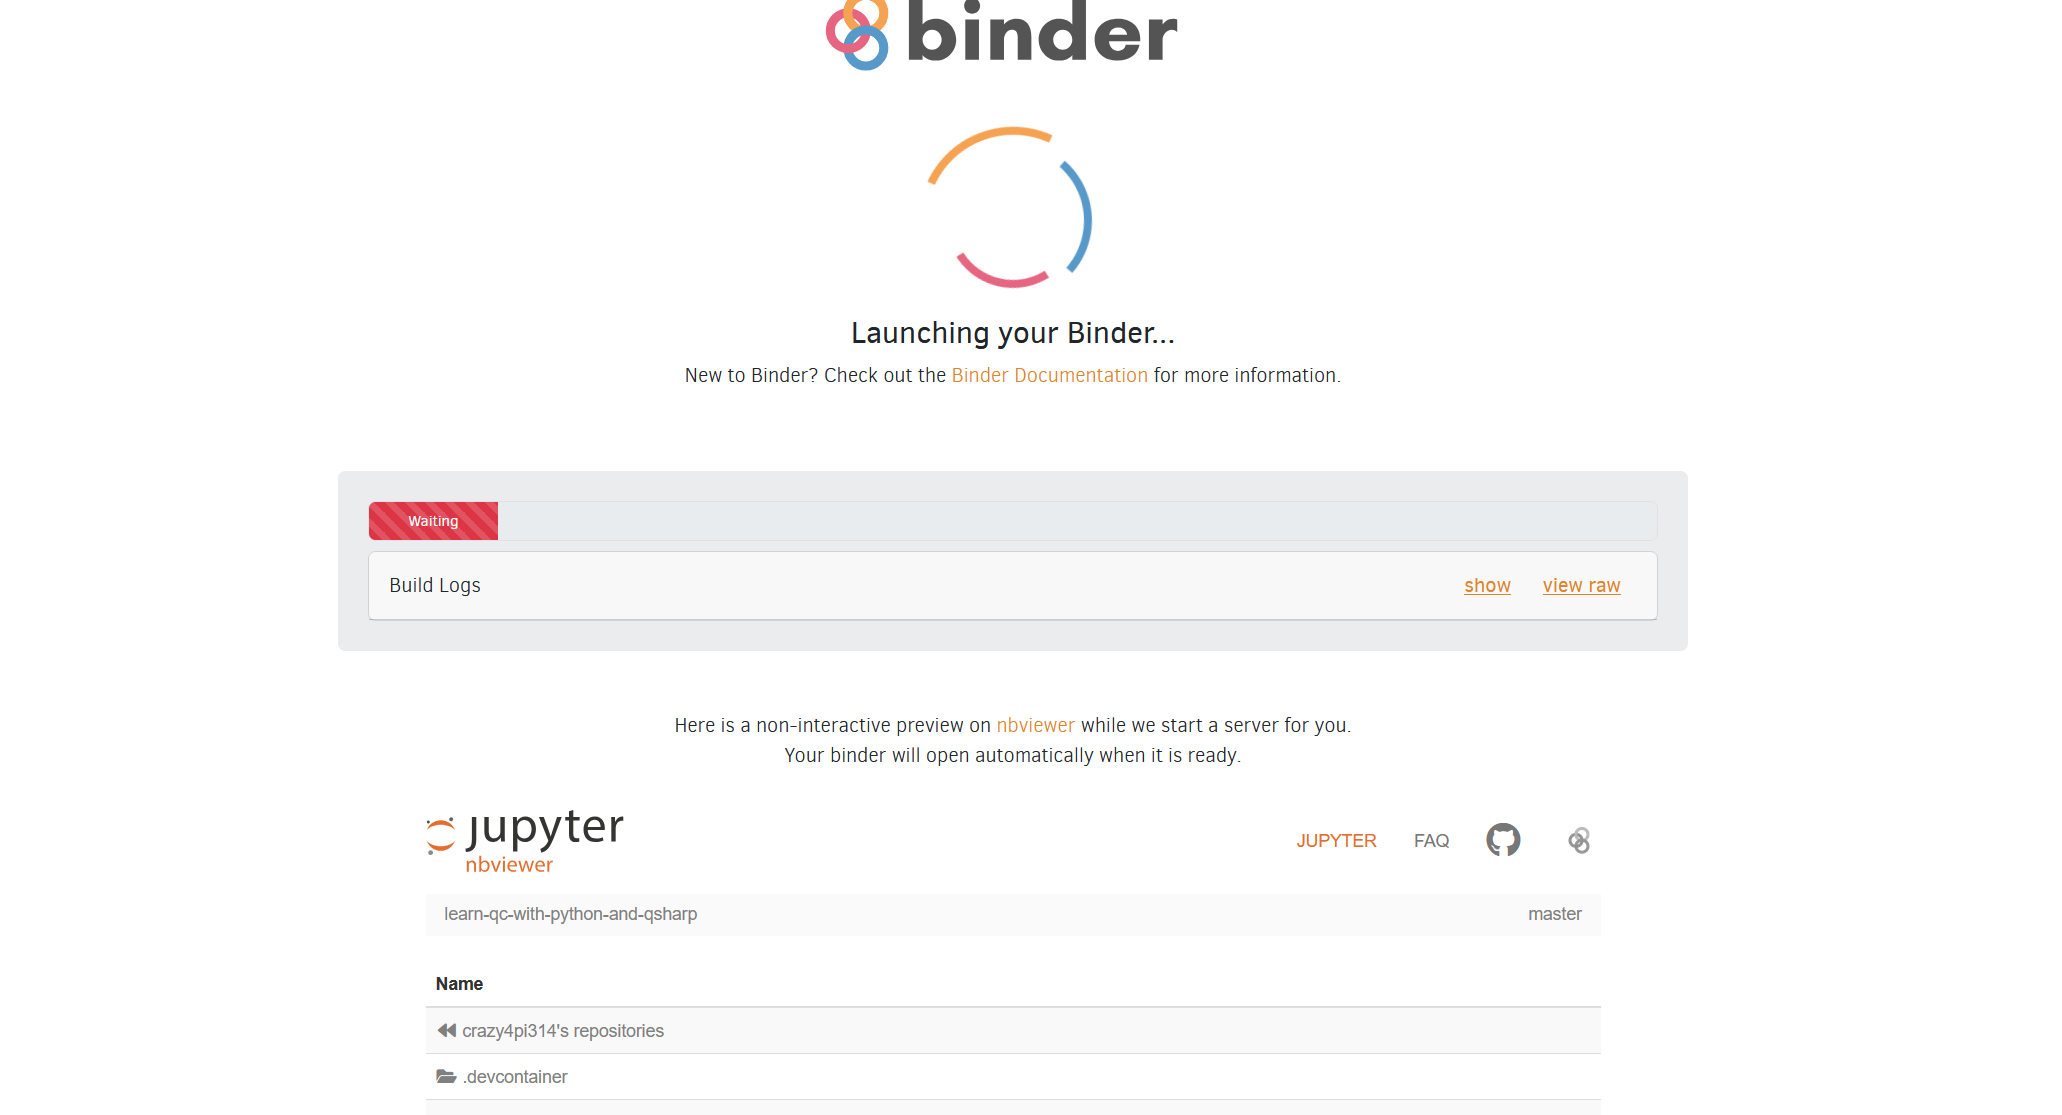 binder
Launching your Binder...
New to Binder? Check out the Binder Documentation for more information.
Waiting
Build Logs show view raw
Here is a non-interactive preview on nbviewer while we start a server for you.
Your binder will open automatically when it is ready.
jupyter
nbviewer
JUPYTER FAQ
learn-qc-with-python-and-qsharp master
Name
crazy4pi314's repositories
.devcontainer